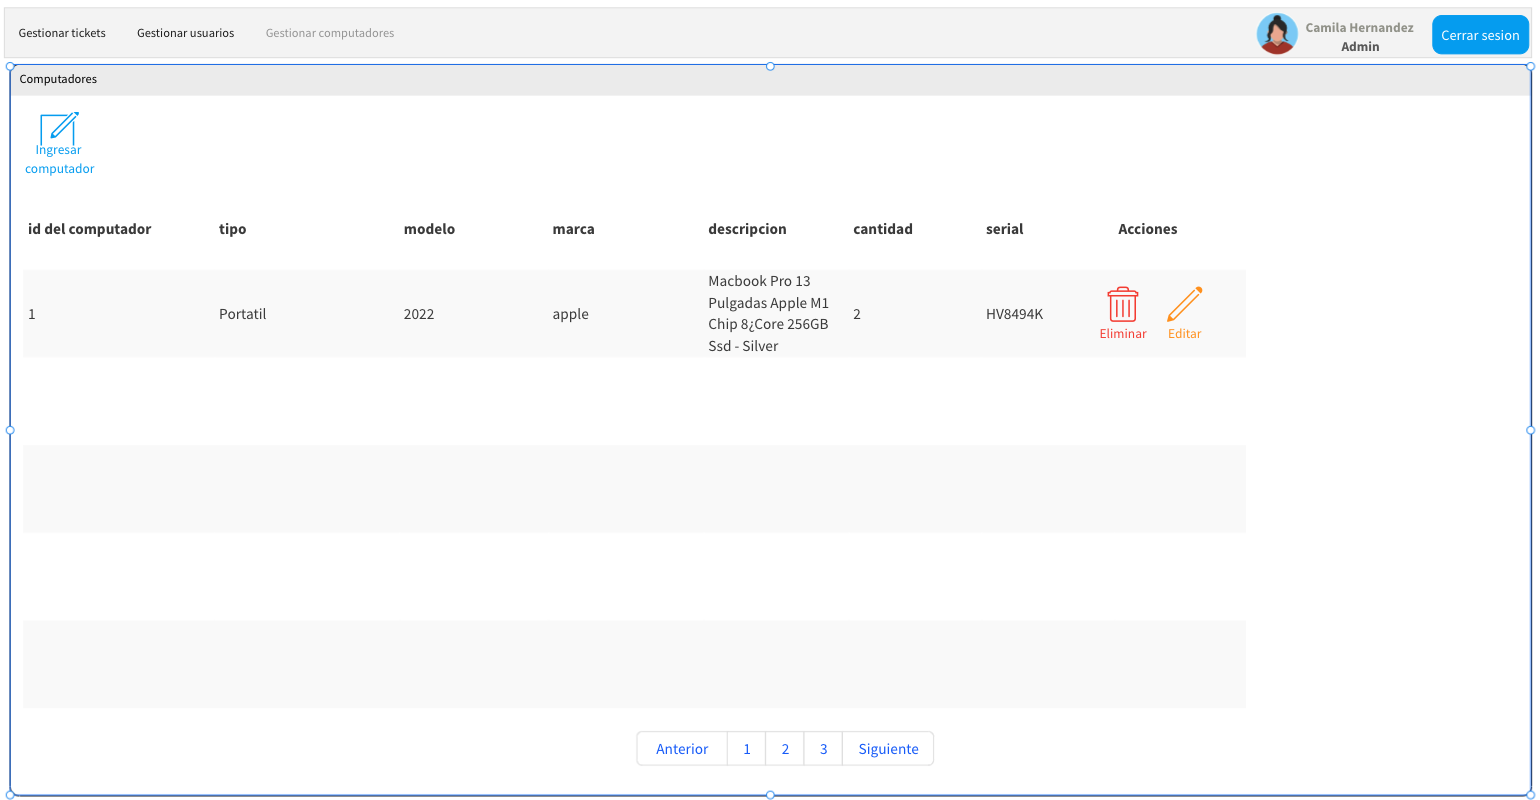 Gestionar tickets Gestionar usuarios Gestionar computadores
Camila Hernandez
Admin
Cerrar sesion
Computadores
Ingresar
computador
id del computador tipo modelo marca descripcion cantidad serial Acciones
1 Portatil 2022 apple
Macbook Pro 13
Pulgadas Apple M1
Chip 8¿Core 256GB
Ssd - Silver
2 HV8494K
Eliminar Editar
Anterior 1 2 3 Siguiente